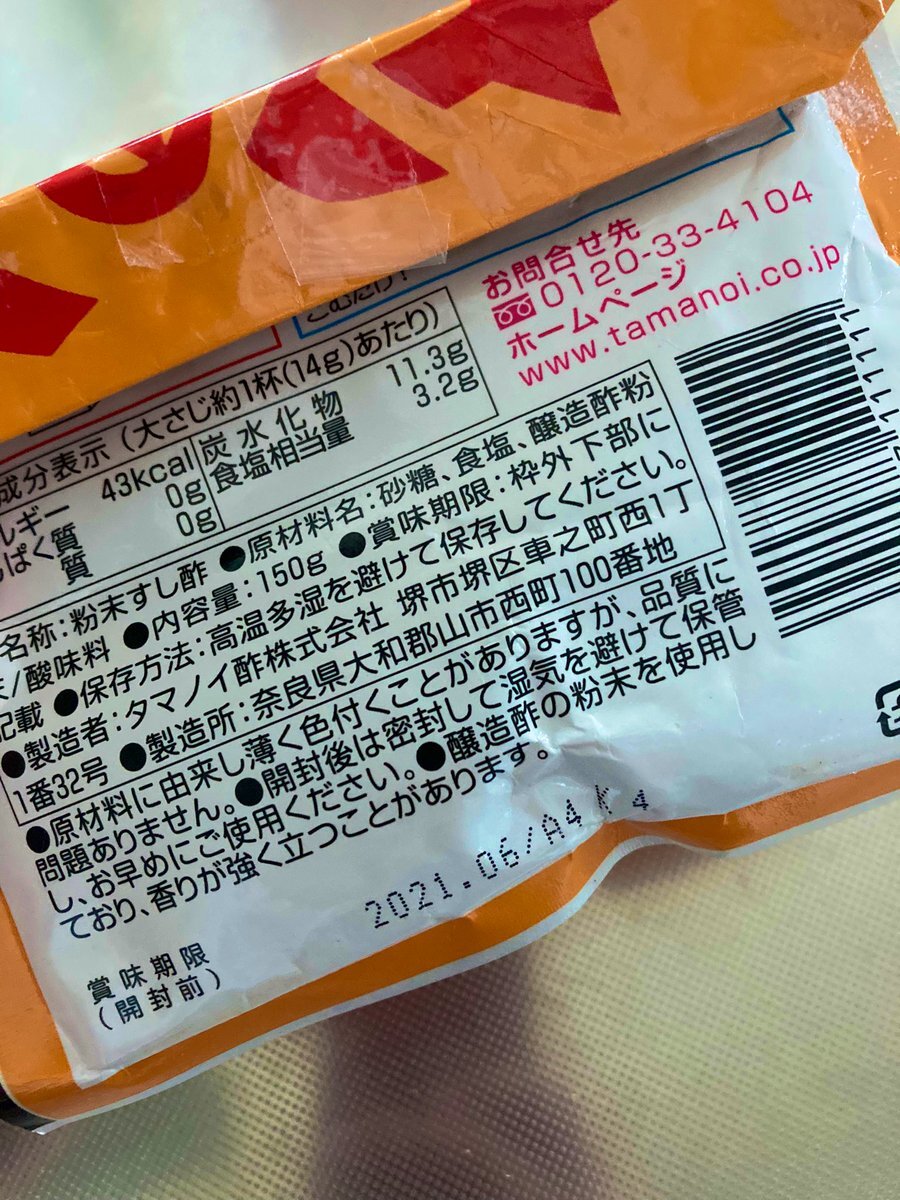 お問合せ先
0120-33-4104
ホームページ
www.tamanoi.co.jp
成分表示(大さじ約1杯(14g)あたり)
43kcal 炭水化物 11.3g
0g 食塩相当量 3.2g
質 0g
名称:粉末すし酢 ●原材料名:砂糖、食塩、醸造酢粉
/酸味料 ●内容量:150g ●賞味期限:枠外下部に
記載 ●保存方法:高温多湿を避けて保存してください。
●製造者:タマノイ酢株式会社 堺市堺区車之町西1丁
1番32号 ●製造所:奈良県大和郡山市西町100番地
●原材料に由来し薄く色付くことがありますが、品質に
問題ありません。●開封後は密封して湿気を避けて保管
し、お早めにご使用ください。●醸造酢の粉末を使用し
ており、香りが強く立つことがあります。
2021.06/A4 K 4
賞味期限
(開封前)